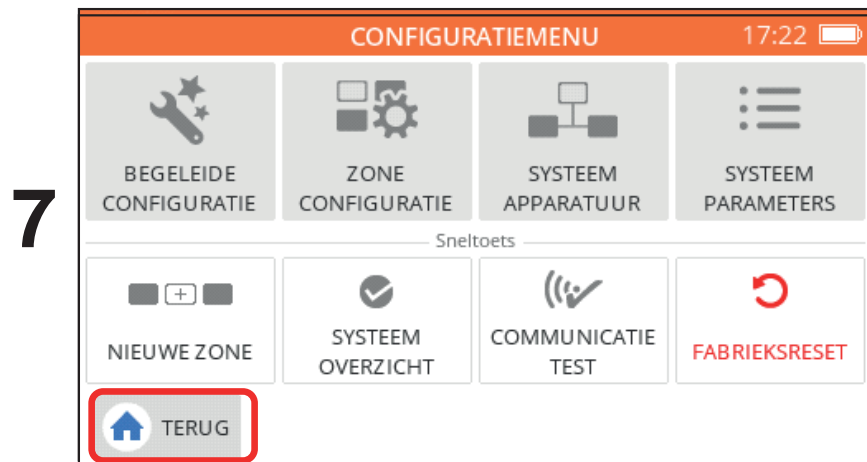 CONFIGURATIEMENU 17:22
7
BEGELEIDE
CONFIGURATIE
ZONE
CONFIGURATIE
SYSTEEM
APPARATUUR
SYSTEEM
PARAMETERS
Sneltoets
NIEUWE ZONE
SYSTEEM
OVERZICHT
COMMUNICATIE
TEST
FABRIEKSRESET
TERUG